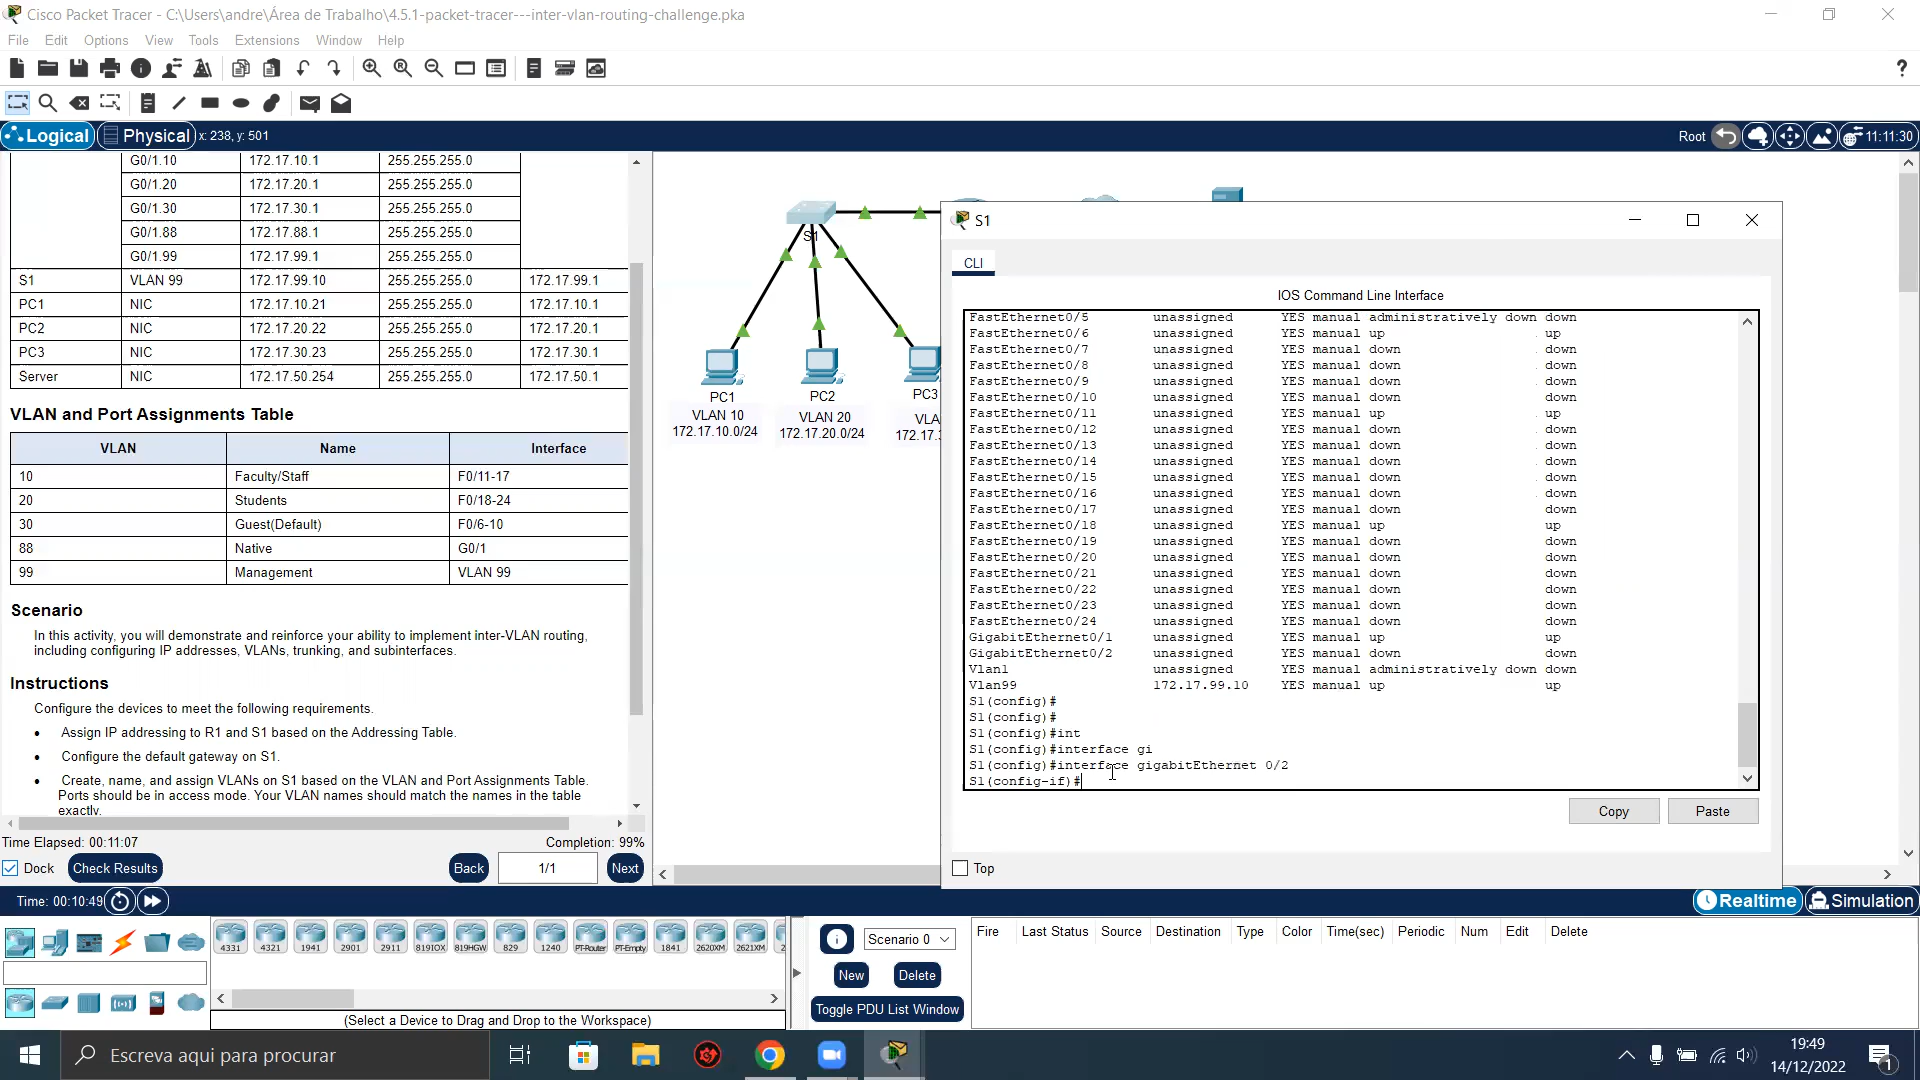 Cisco Packet Tracer - C:\Users\andre\Área de Trabalho\4.5.1-packet-tracer---inter-vlan-routing-challenge.pka
File Edit Options View Tools Extensions Window Help
?
Logical Physical x: 238, y: 501 Root 11:11:30
G0/1.10 172.17.10.1 255.255.255.0
G0/1.20 172.17.20.1 255.255.255.0
G0/1.30 172.17.30.1 255.255.255.0
G0/1.88 172.17.88.1 255.255.255.0
G0/1.99 172.17.99.1 255.255.255.0
S1 VLAN 99 172.17.99.10 255.255.255.0 172.17.99.1
PC1 NIC 172.17.10.21 255.255.255.0 172.17.10.1
PC2 NIC 172.17.20.22 255.255.255.0 172.17.20.1
PC3 NIC 172.17.30.23 255.255.255.0 172.17.30.1
Server NIC 172.17.50.254 255.255.255.0 172.17.50.1
VLAN and Port Assignments Table
VLAN Name Interface
10 Faculty/Staff F0/11-17
20 Students F0/18-24
30 Guest(Default) F0/6-10
88 Native G0/1
99 Management VLAN 99
Scenario
In this activity, you will demonstrate and reinforce your ability to implement inter-VLAN routing,
including configuring IP addresses, VLANs, trunking, and subinterfaces.
Instructions
Configure the devices to meet the following requirements.
• Assign IP addressing to R1 and S1 based on the Addressing Table.
• Configure the default gateway on S1.
• Create, name, and assign VLANs on S1 based on the VLAN and Port Assignments Table.
Ports should be in access mode. Your VLAN names should match the names in the table
exactly.
Time Elapsed: 00:11:07 Completion: 99%
Dock Check Results Back 1/1 Next
S1
PC1
VLAN 10
172.17.10.0/24
PC2
VLAN 20
172.17.20.0/24
PC3
VLA
172.17.3
S1
CLI
IOS Command Line Interface
FastEthernet0/5 unassigned YES manual administratively down down
FastEthernet0/6 unassigned YES manual up up
FastEthernet0/7 unassigned YES manual down down
FastEthernet0/8 unassigned YES manual down down
FastEthernet0/9 unassigned YES manual down down
FastEthernet0/10 unassigned YES manual down down
FastEthernet0/11 unassigned YES manual up up
FastEthernet0/12 unassigned YES manual down down
FastEthernet0/13 unassigned YES manual down down
FastEthernet0/14 unassigned YES manual down down
FastEthernet0/15 unassigned YES manual down down
FastEthernet0/16 unassigned YES manual down down
FastEthernet0/17 unassigned YES manual down down
FastEthernet0/18 unassigned YES manual up up
FastEthernet0/19 unassigned YES manual down down
FastEthernet0/20 unassigned YES manual down down
FastEthernet0/21 unassigned YES manual down down
FastEthernet0/22 unassigned YES manual down down
FastEthernet0/23 unassigned YES manual down down
FastEthernet0/24 unassigned YES manual down down
GigabitEthernet0/1 unassigned YES manual up up
GigabitEthernet0/2 unassigned YES manual down down
Vlan1 unassigned YES manual administratively down down
Vlan99 172.17.99.10 YES manual up up
S1(config)#
S1(config)#
S1(config)#int
S1(config)#interface gi
S1(config)#interface gigabitEthernet 0/2
S1(config-if)#
Copy Paste
Top
Time: 00:10:49 Realtime Simulation
4331 4321 1941 2901 2911 819IOX 819HGW 829 1240 PT-Router PT-Empty 1841 2620XM 2621XM 2
(Select a Device to Drag and Drop to the Workspace)
Scenario 0
New Delete
Toggle PDU List Window
Fire Last Status Source Destination Type Color Time(sec) Periodic Num Edit Delete
Escreva aqui para procurar
19:49
14/12/2022
1